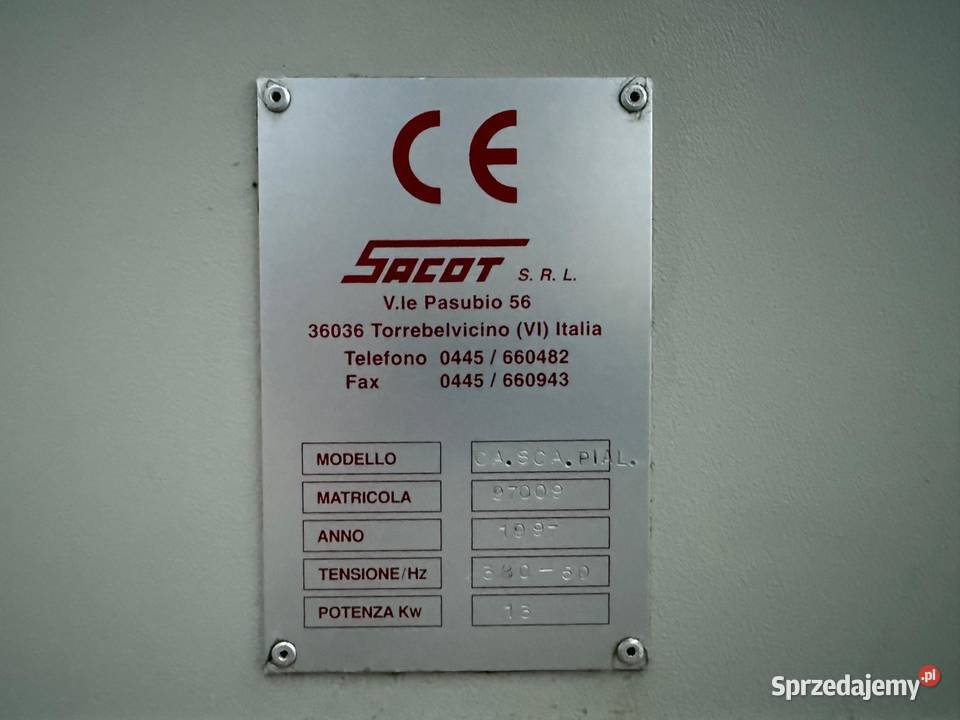 CE
SACOT S. R. L.
V.le Pasubio 56
36036 Torrebelvicino (VI) Italia
Telefono 0445 / 660482
Fax 0445 / 660943
MODELLO CA.SCA.PIAL.
MATRICOLA 97009
ANNO
TENSIONE/Hz
POTENZA Kw 13
Sprzedajemy.pl